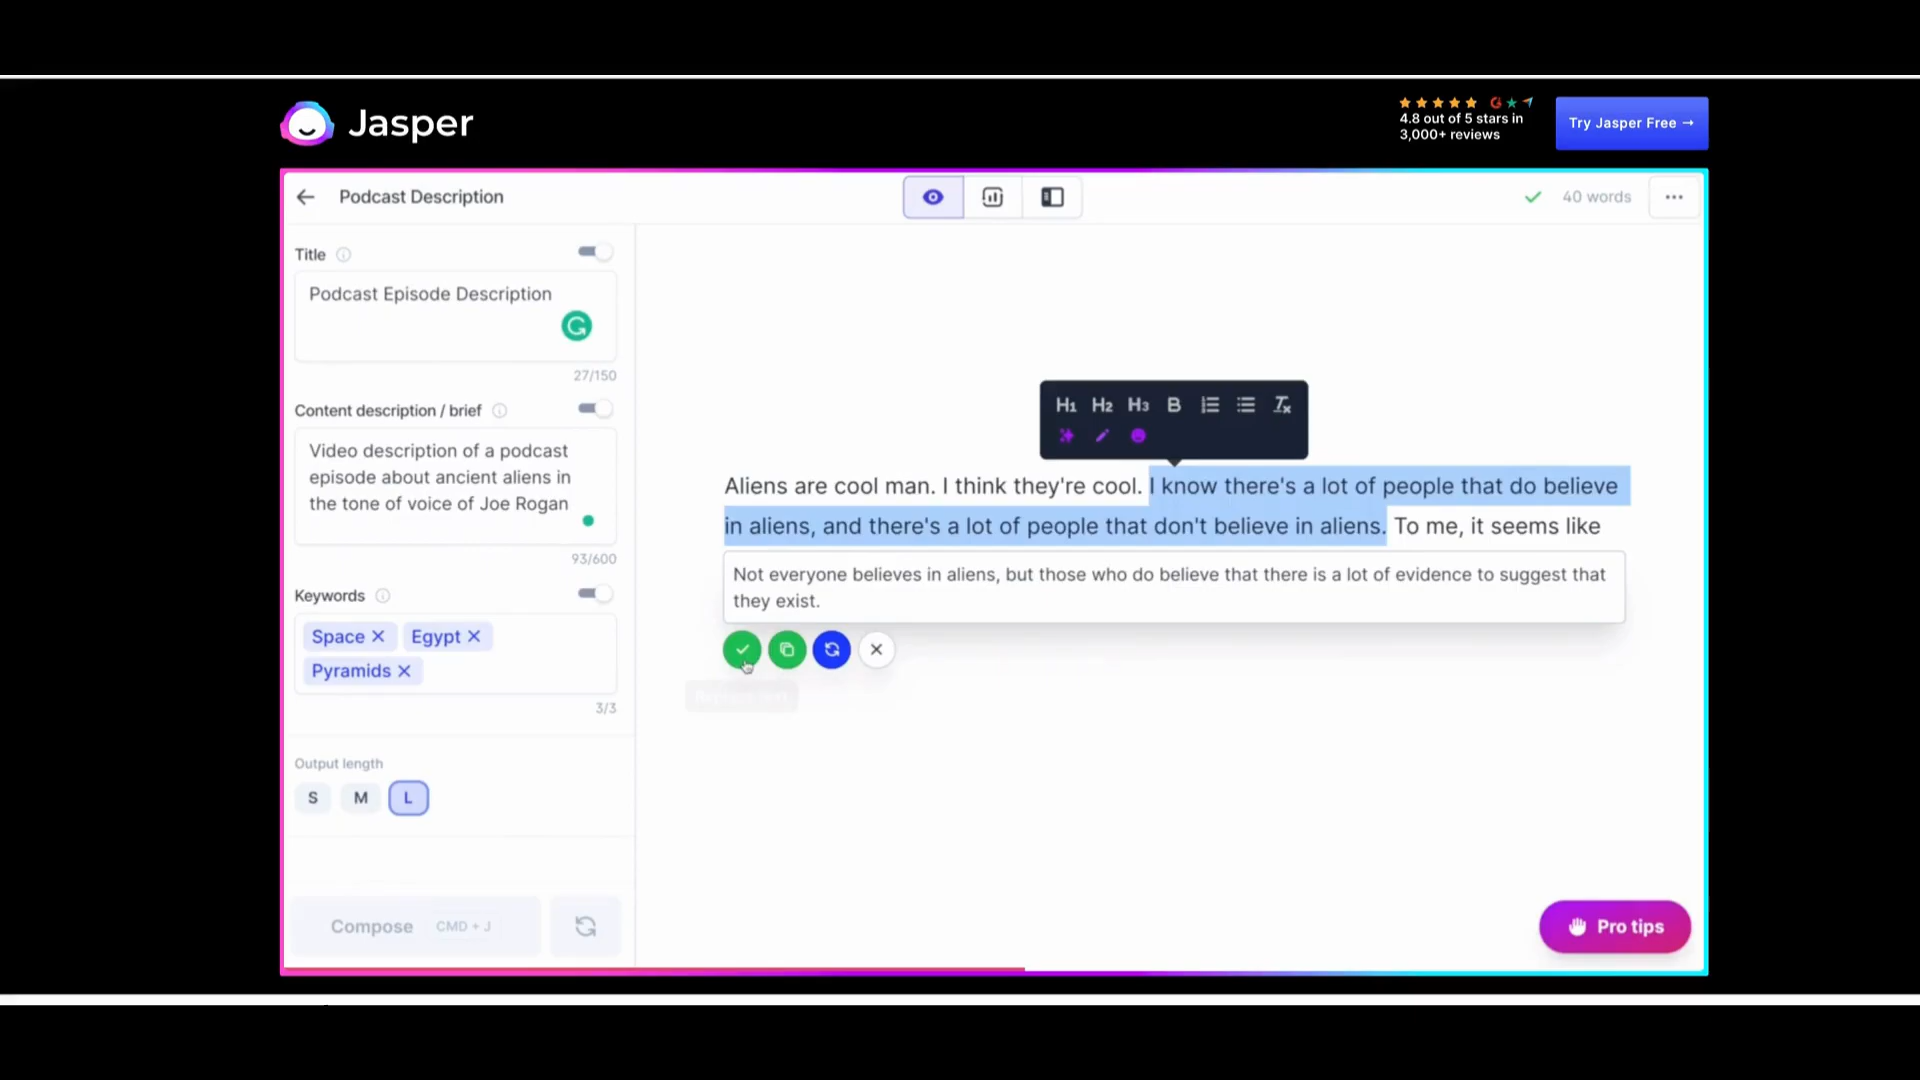 Jasper
4.8 out of 5 stars in
3,000+ reviews
Try Jasper Free →
Podcast Description
40 words
Title
Podcast Episode Description
27/150
Content description / brief
Video description of a podcast
episode about ancient aliens in
the tone of voice of Joe Rogan
93/600
Keywords
Space
Egypt
Pyramids
3/3
Output length
S
M
L
Compose CMD + J
H1 H2 H3 B
Aliens are cool man. I think they're cool. I know there's a lot of people that do believe
in aliens, and there's a lot of people that don't believe in aliens. To me, it seems like
Not everyone believes in aliens, but those who do believe that there is a lot of evidence to suggest that
they exist.
Pro tips